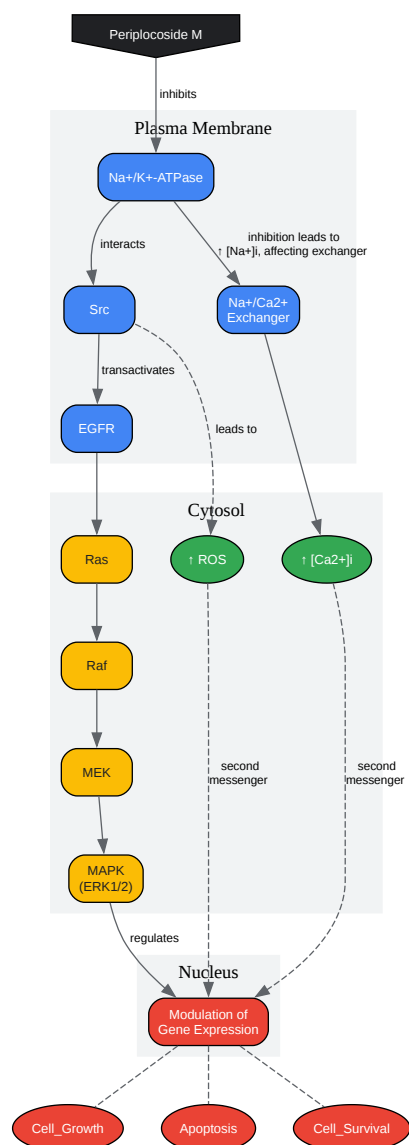 Periplocoside M
inhibits
Plasma Membrane
Na+/K+-ATPase
interacts
inhibition leads to
↑ [Na+]i, affecting exchanger
Src
Na+/Ca2+
Exchanger
transactivates
EGFR
leads to
Cytosol
Ras
↑ ROS
↑ [Ca2+]i
Raf
MEK
second
messenger
second
messenger
MAPK
(ERK1/2)
regulates
Nucleus
Modulation of
Gene Expression
Cell_Growth
Apoptosis
Cell_Survival